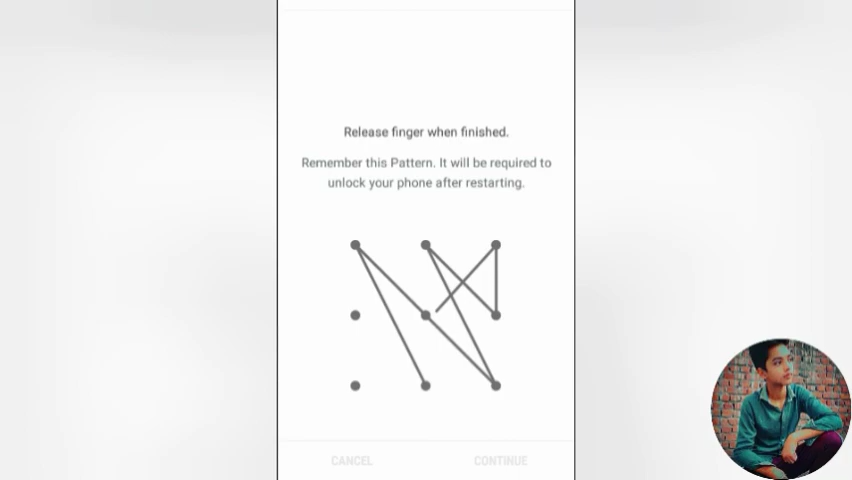 Release finger when finished.
Remember this Pattern. It will be required to
unlock your phone after restarting.
CANCEL CONTINUE